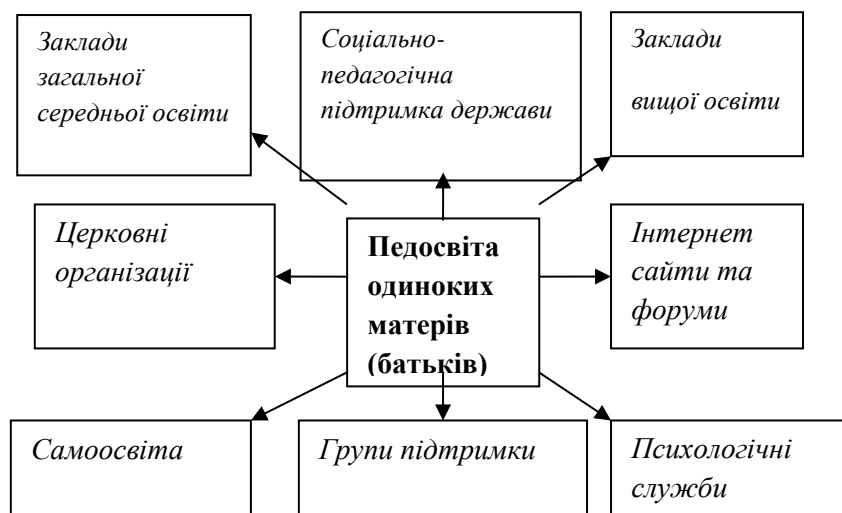 Заклади
загальної
середньої освіти
Соціально-
педагогічна
підтримка держави
Заклади
вищої освіти
Церковні
організації
Педосвіта
одиноких
матерів
(батьків)
Інтернет
сайти та
форуми
Самоосвіта
Групи підтримки
Психологічні
служби